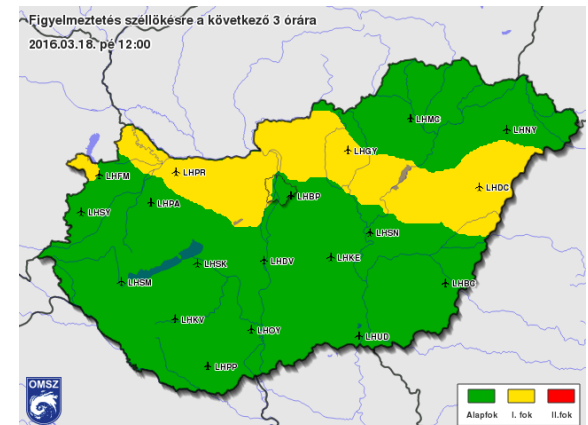 Figyelmeztetés széllökésre a következő 3 órára
2016.03.18. pé 12:00
LHMC
LHNY
LHGY
LHPR
LHFM
LHDC
LHPA
LHBP
LHSY
LHSN
LHSK
LHDV
LHKE
LHSM
LHBC
LHKV
LHOY
LHUD
LHPP
OMSZ
Alapfok
I. fok
II.fok